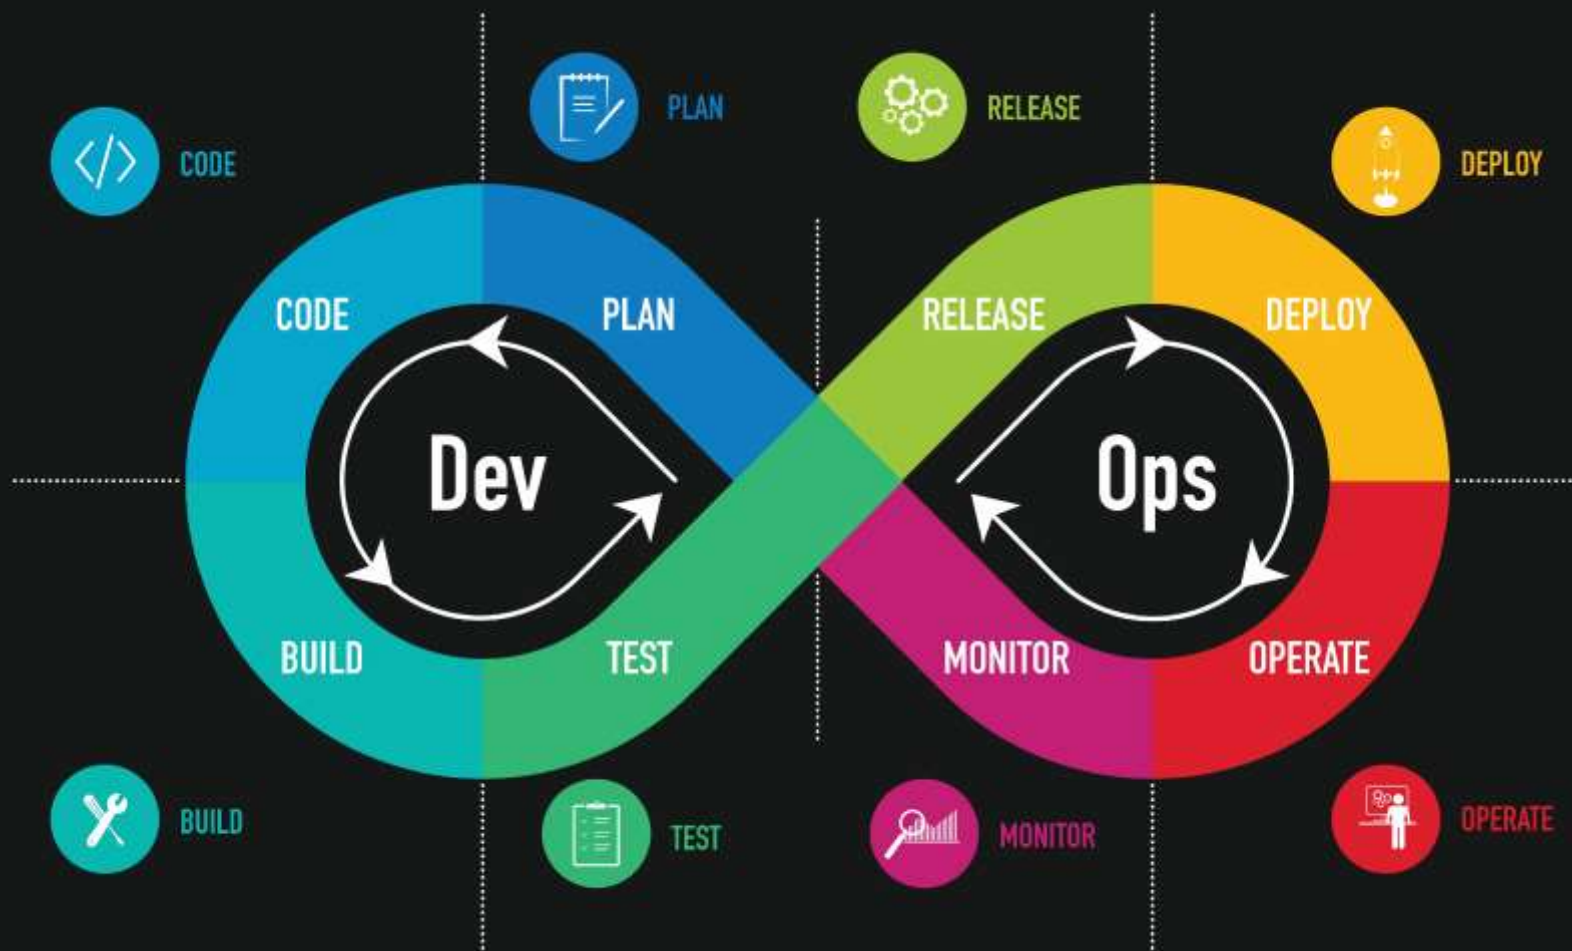 PLAN
RELEASE
CODE
DEPLOY
CODE
PLAN
RELEASE
DEPLOY
Dev
Ops
BUILD
TEST
MONITOR
OPERATE
BUILD
TEST
MONITOR
OPERATE